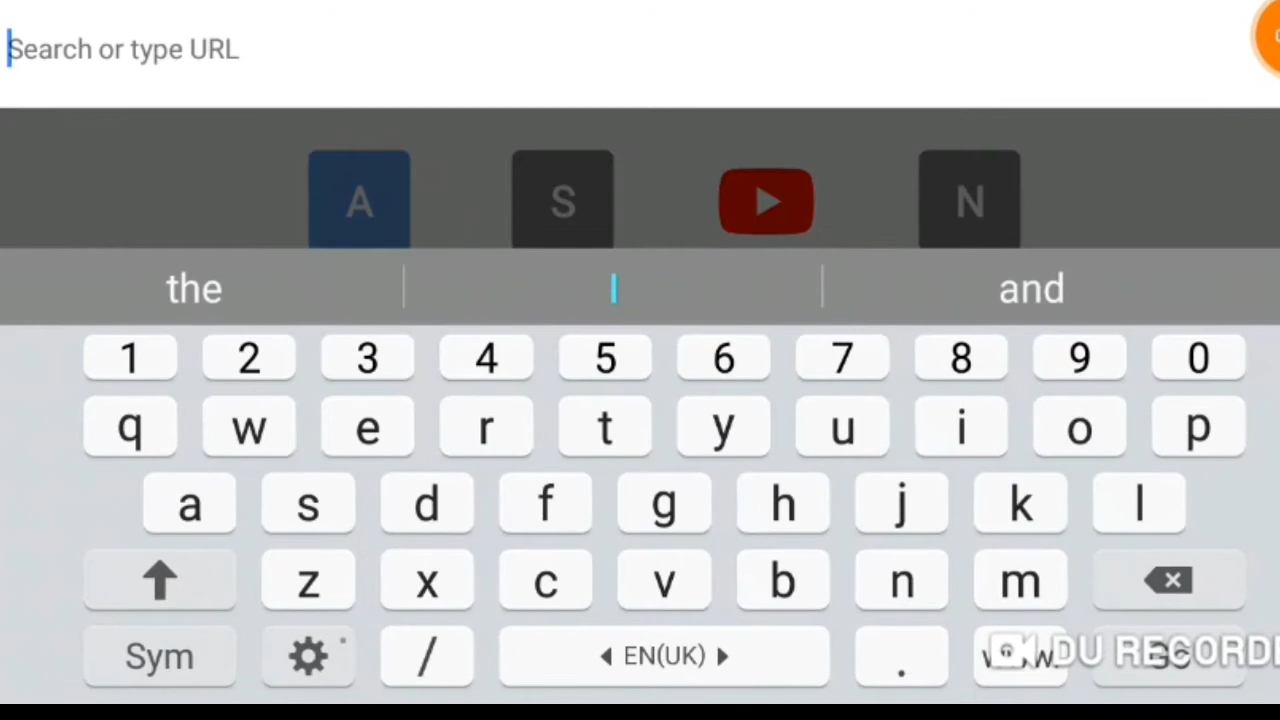 Search or type URL
A S N
the I and
1 2 3 4 5 6 7 8 9 0
q w e r t y u i o p
a s d f g h j k l
z x c v b n m
Sym / EN(UK) .
DU RECORDE